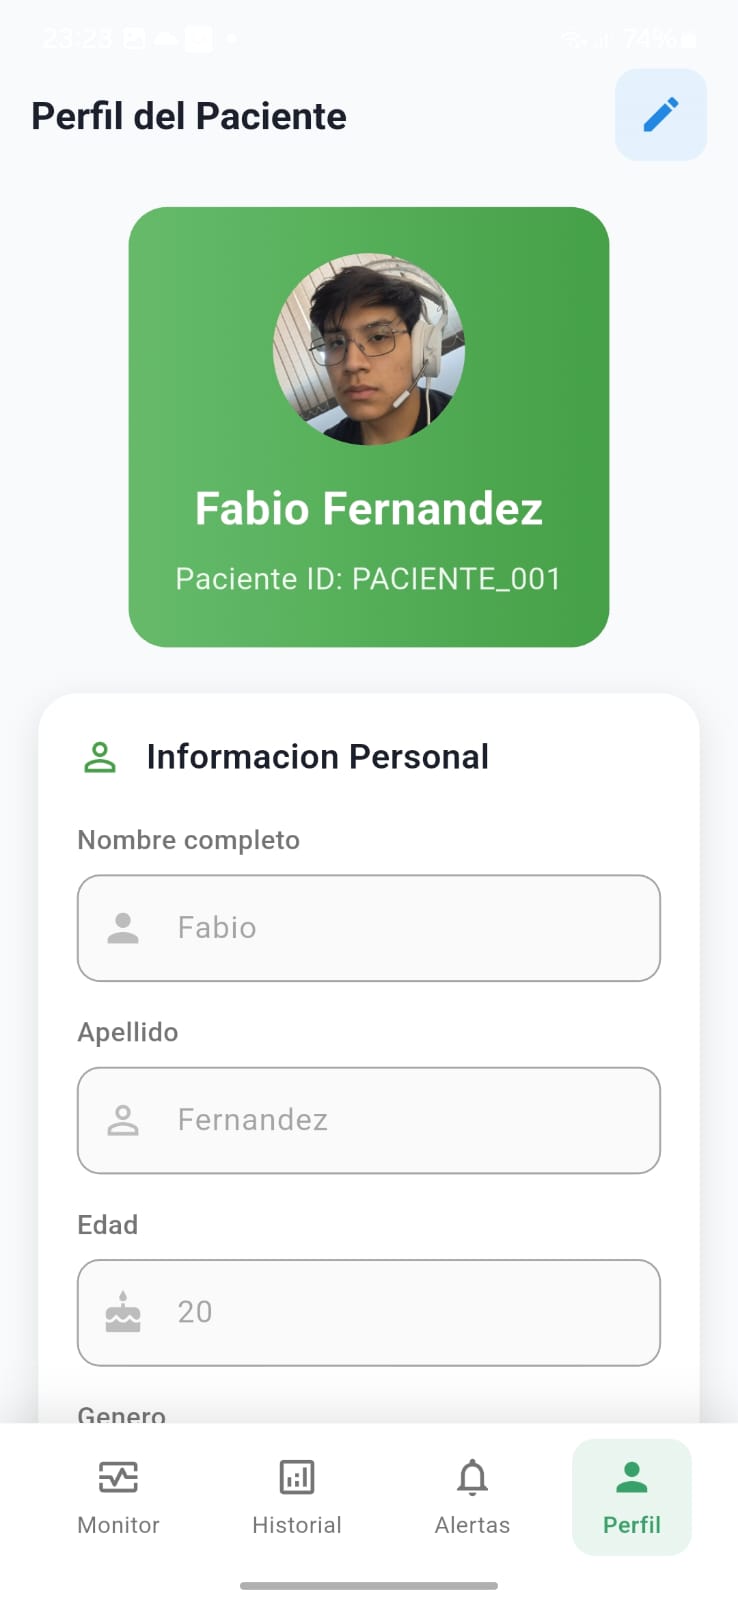 23:23
74%
Perfil del Paciente
Fabio Fernandez
Paciente ID: PACIENTE_001
Informacion Personal
Nombre completo
Fabio
Apellido
Fernandez
Edad
20
Genero
Monitor
Historial
Alertas
Perfil